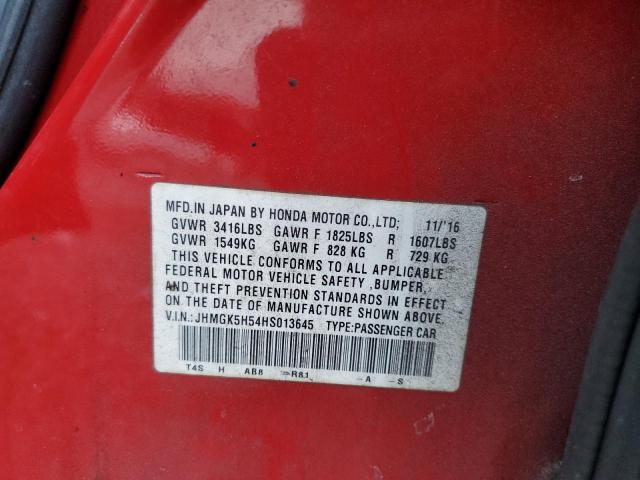 MFD.IN JAPAN BY HONDA MOTOR CO.,LTD; 11/'16
GVWR 3416LBS GAWR F 1825LBS R 1607LBS
GVWR 1549KG GAWR F 828 KG R 729 KG
THIS VEHICLE CONFORMS TO ALL APPLICABLE
FEDERAL MOTOR VEHICLE SAFETY ,BUMPER,
AND THEFT PREVENTION STANDARDS IN EFFECT
ON THE DATE OF MANUFACTURE SHOWN ABOVE.
V.I.N.:JHMGK5H54HS013645 TYPE:PASSENGER CAR
T4S H AB8 R81 -A -S